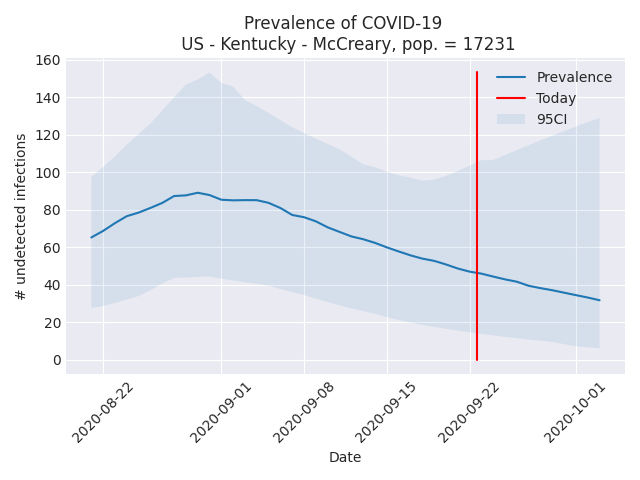 Prevalence of COVID-19
US - Kentucky - McCreary, pop. = 17231
160
140
120
100
80
60
40
20
0
# undetected infections
Prevalence
Today
95CI
2020-08-22
2020-09-01
2020-09-08
2020-09-15
2020-09-22
2020-10-01
Date